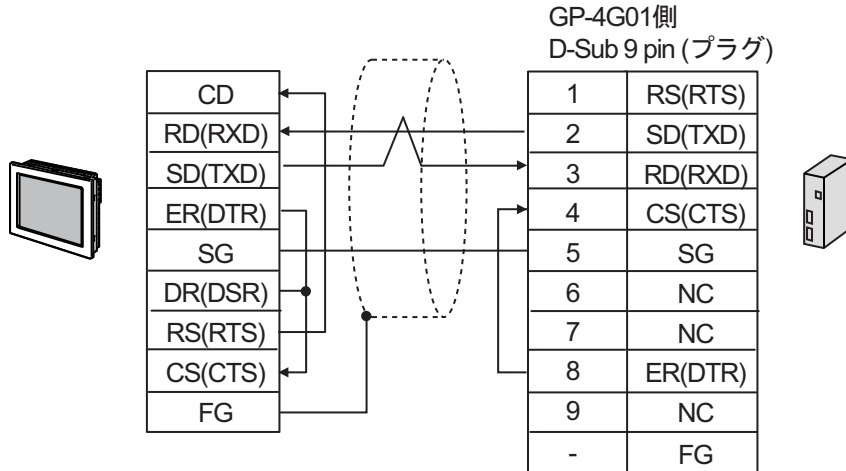 GP-4G01側
D-Sub 9 pin (プラグ)
CD
RD(RXD)
SD(TXD)
ER(DTR)
SG
DR(DSR)
RS(RTS)
CS(CTS)
FG
1 RS(RTS)
2 SD(TXD)
3 RD(RXD)
4 CS(CTS)
5 SG
6 NC
7 NC
8 ER(DTR)
9 NC
- FG